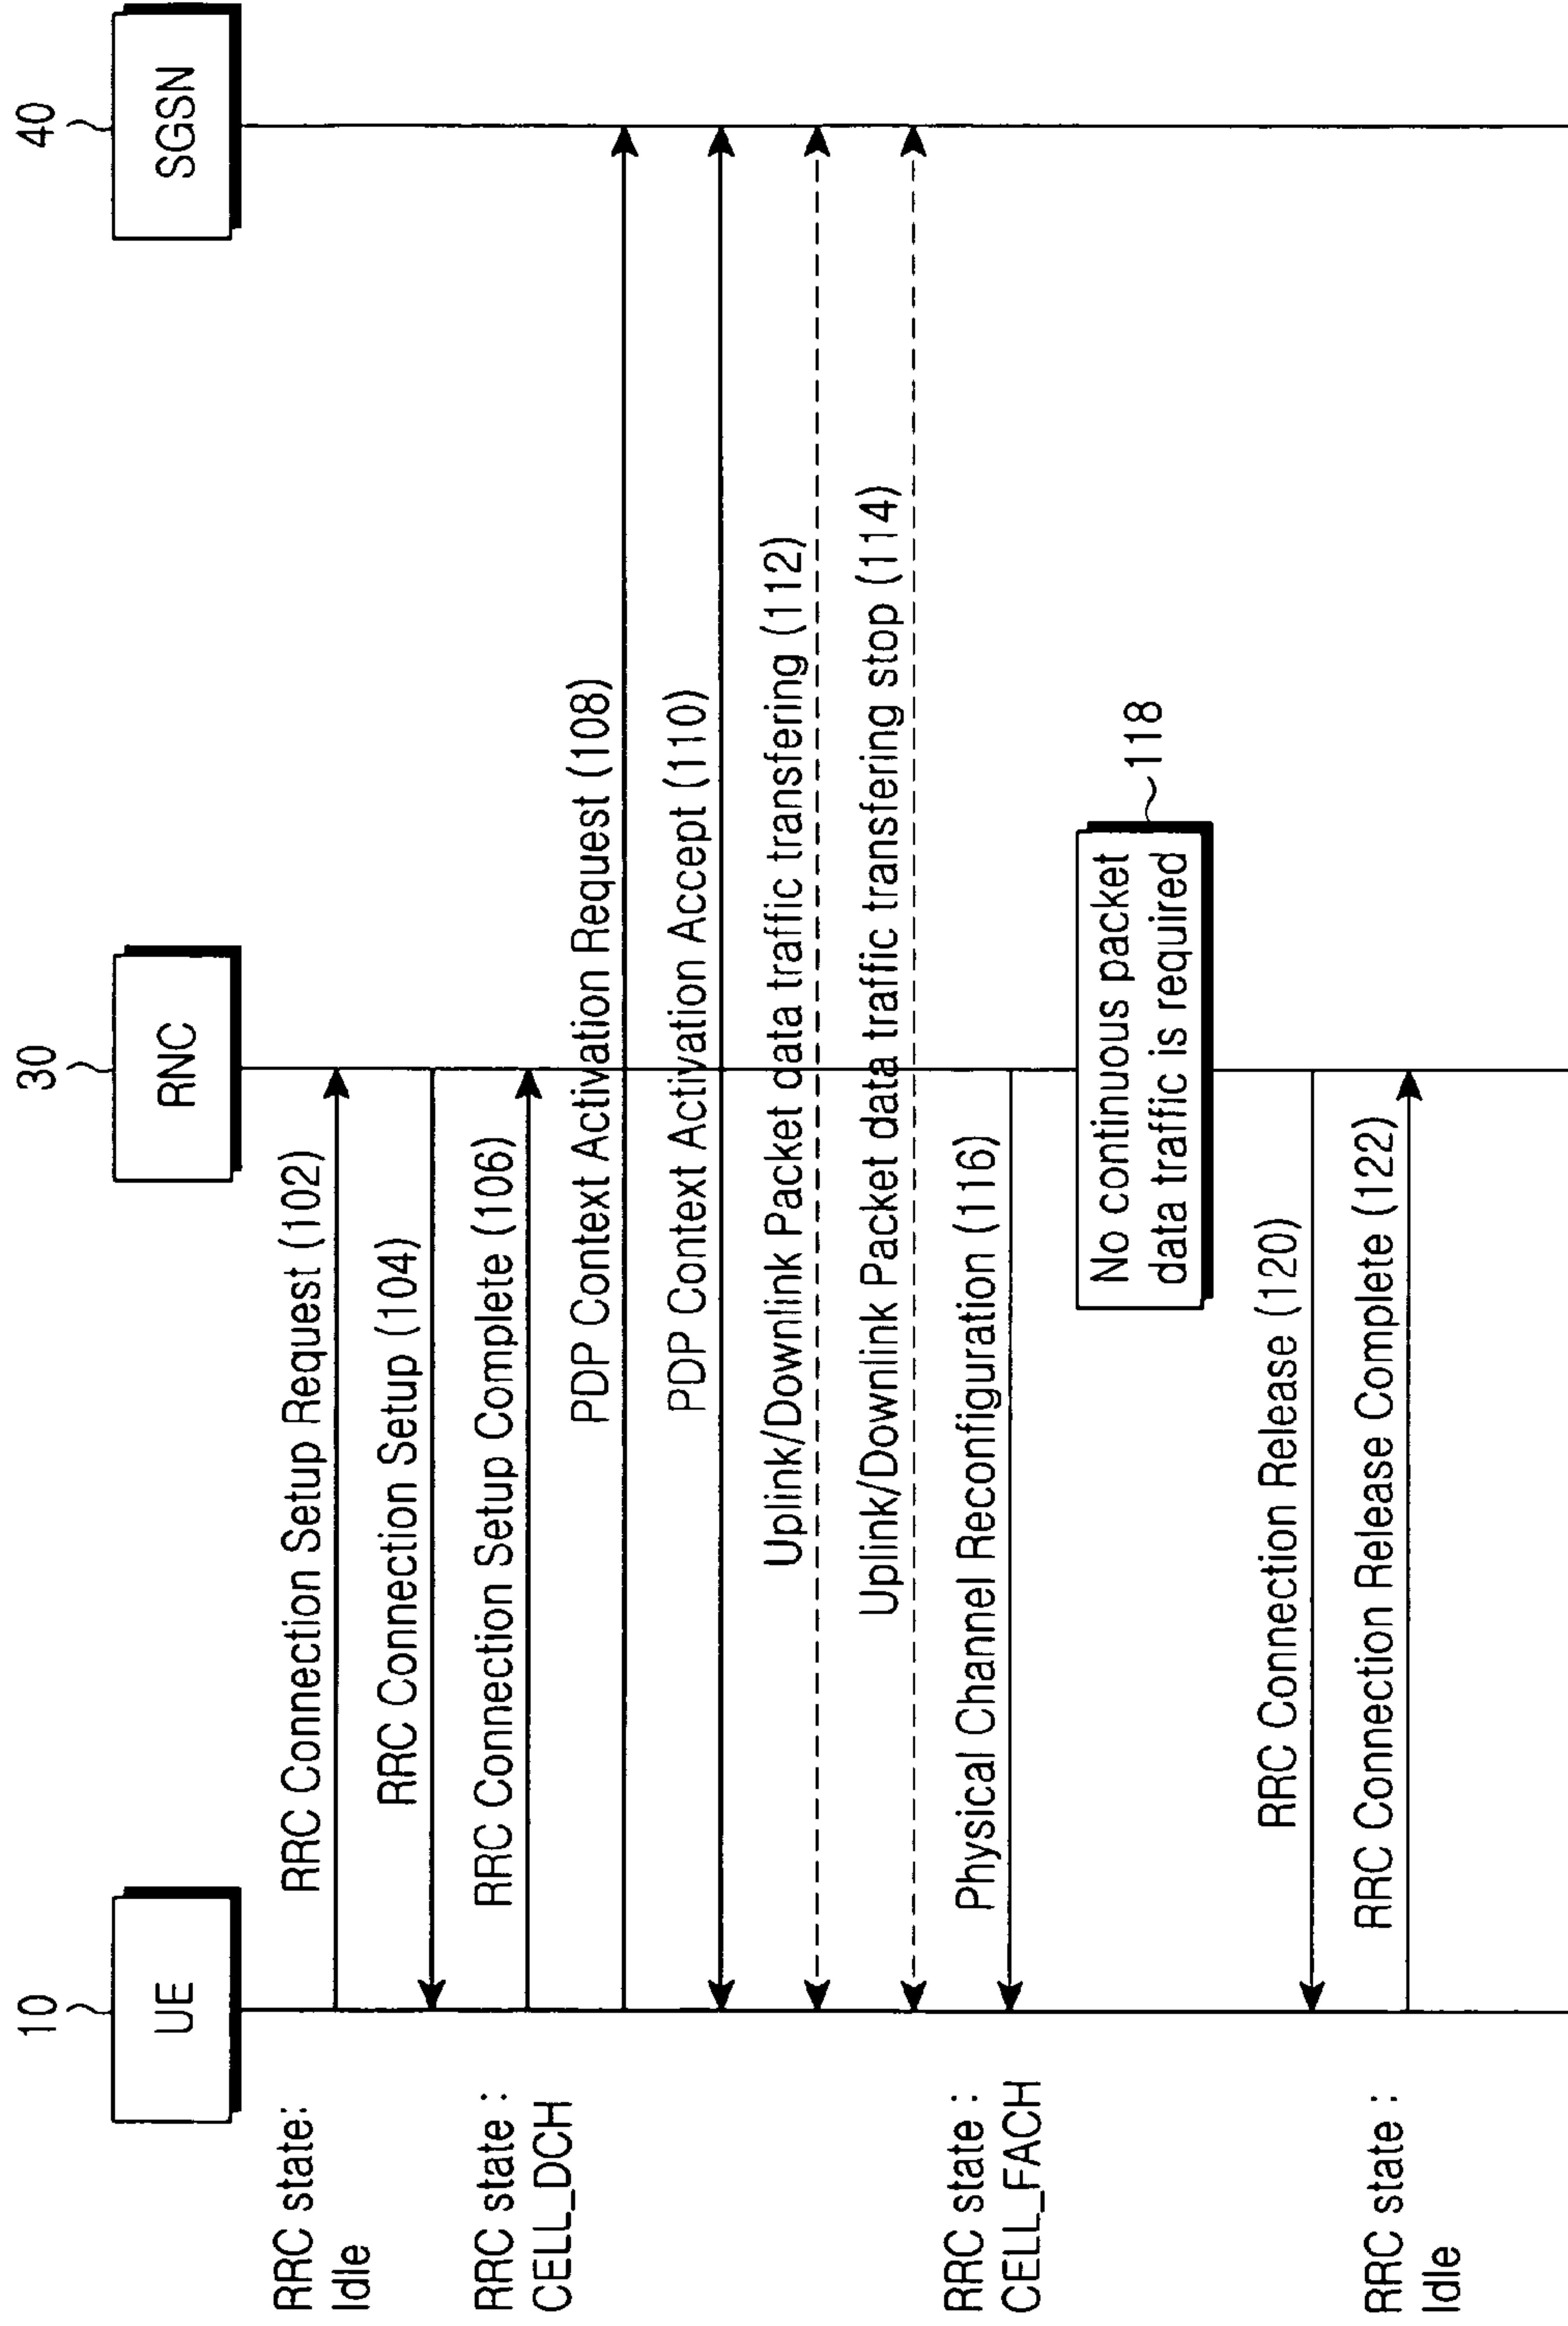 10
30
40
UE
RNC
SGSN
RRC state:
Idle
RRC Connection Setup Request (102)
RRC Connection Setup (104)
RRC state :
CELL_DCH
RRC Connection Setup Complete (106)
PDP Context Activation Request (108)
PDP Context Activation Accept (110)
Uplink/Downlink Packet data traffic transfering (112)
Uplink/Downlink Packet data traffic transfering stop (114)
RRC state :
CELL_FACH
Physical Channel Reconfiguration (116)
No continuous packet
data traffic is required
118
RRC Connection Release (120)
RRC state :
Idle
RRC Connection Release Complete (122)